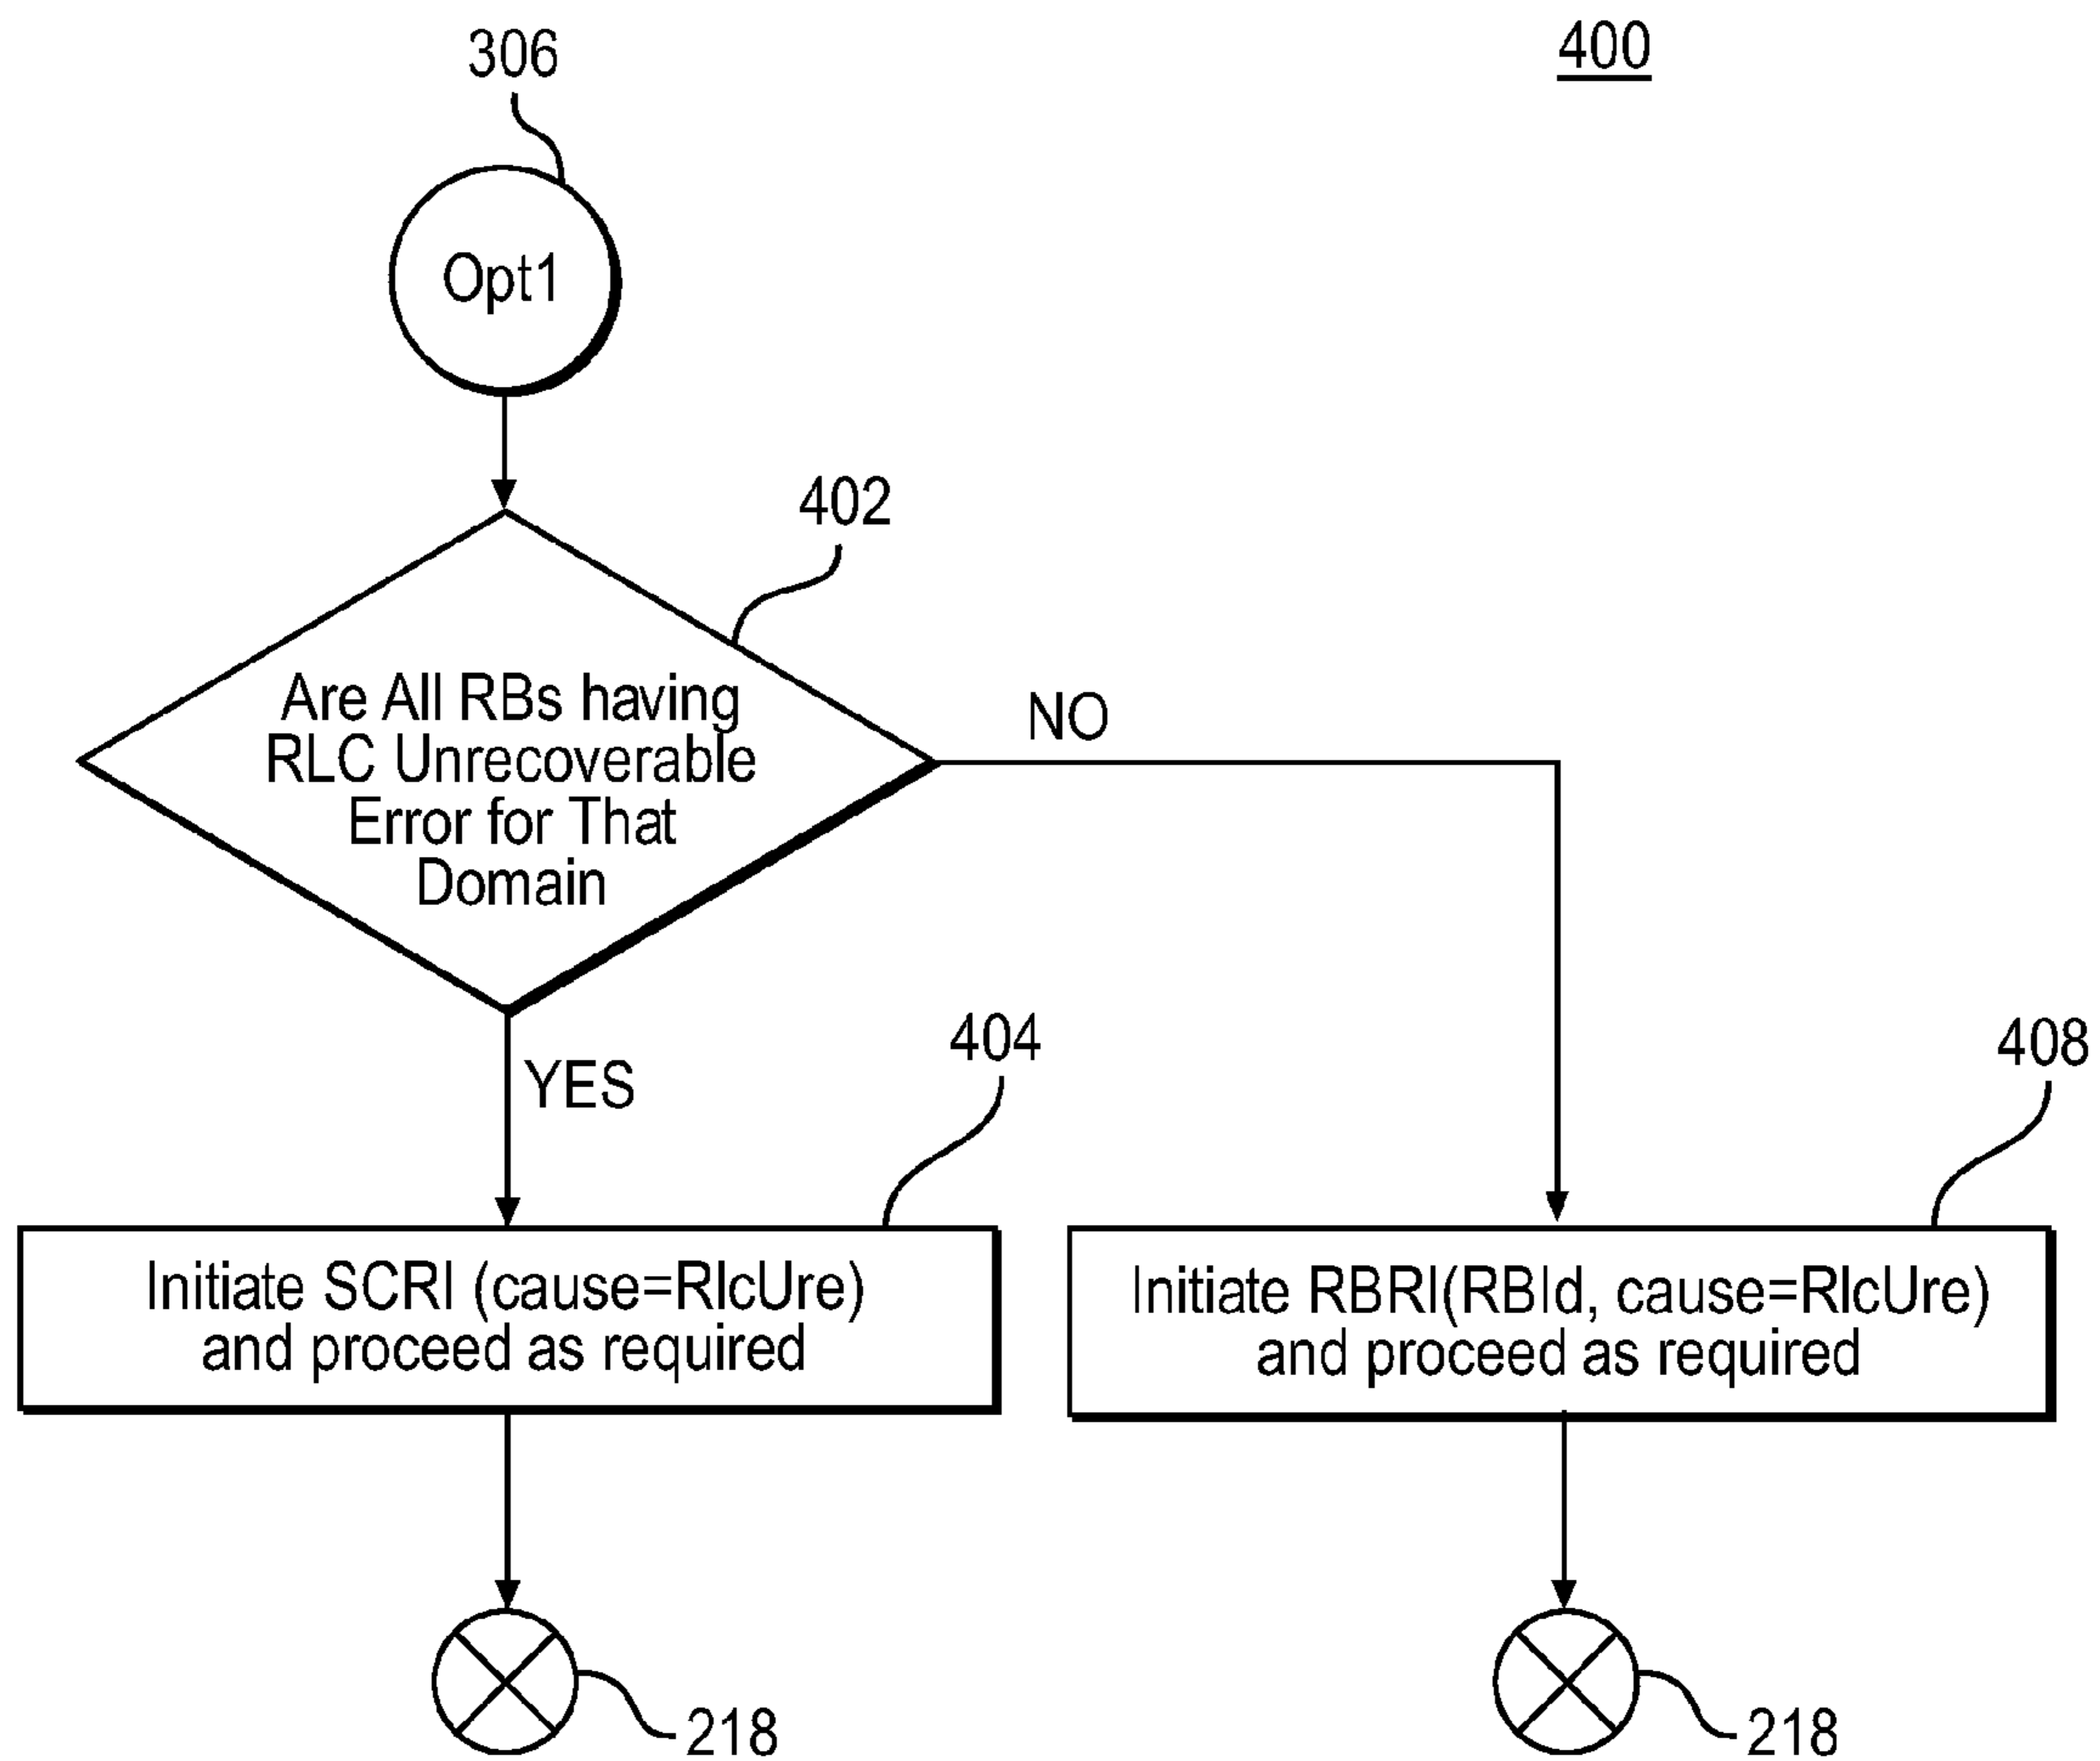 306
400
Opt1
402
Are All RBs having
RLC Unrecoverable
Error for That
Domain
NO
YES
404
408
Initiate SCRI (cause=RlcUre)
and proceed as required
Initiate RBRI(RBId, cause=RlcUre)
and proceed as required
218
218